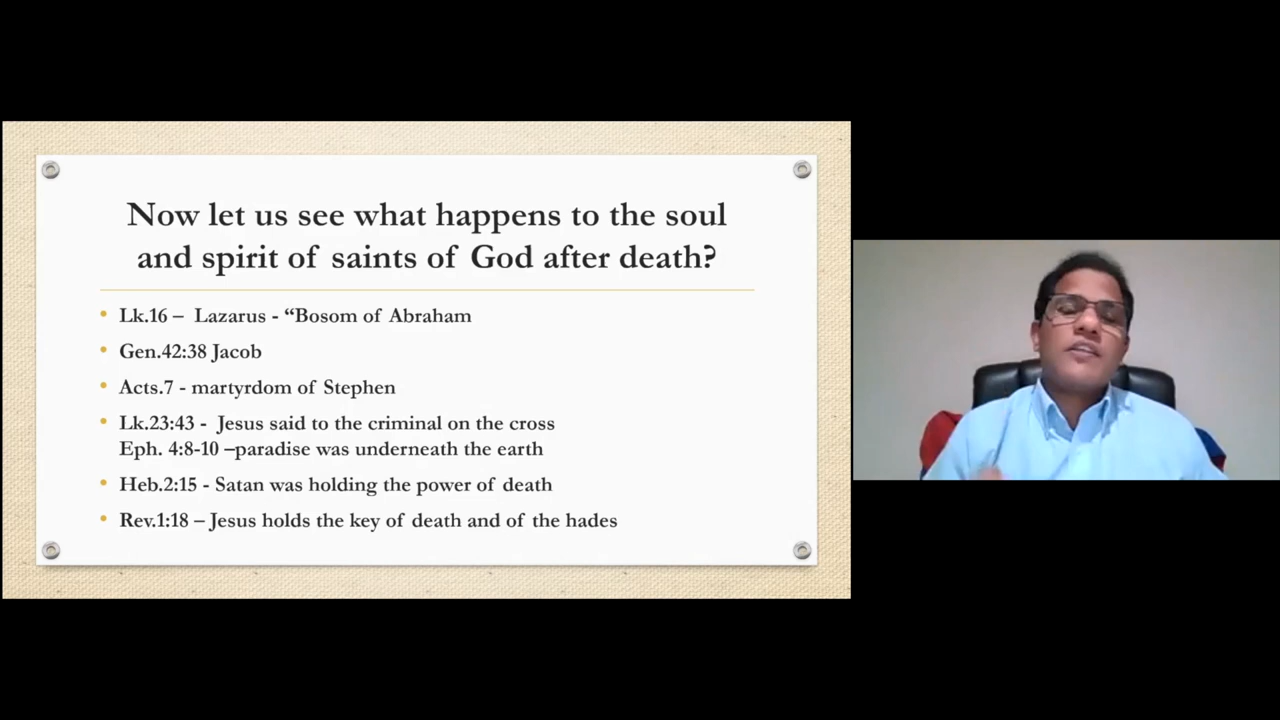 Now let us see what happens to the soul
and spirit of saints of God after death?
• Lk.16 – Lazarus - “Bosom of Abraham
• Gen.42:38 Jacob
• Acts.7 - martyrdom of Stephen
• Lk.23:43 - Jesus said to the criminal on the cross
Eph. 4:8-10 –paradise was underneath the earth
• Heb.2:15 - Satan was holding the power of death
• Rev.1:18 – Jesus holds the key of death and of the hades